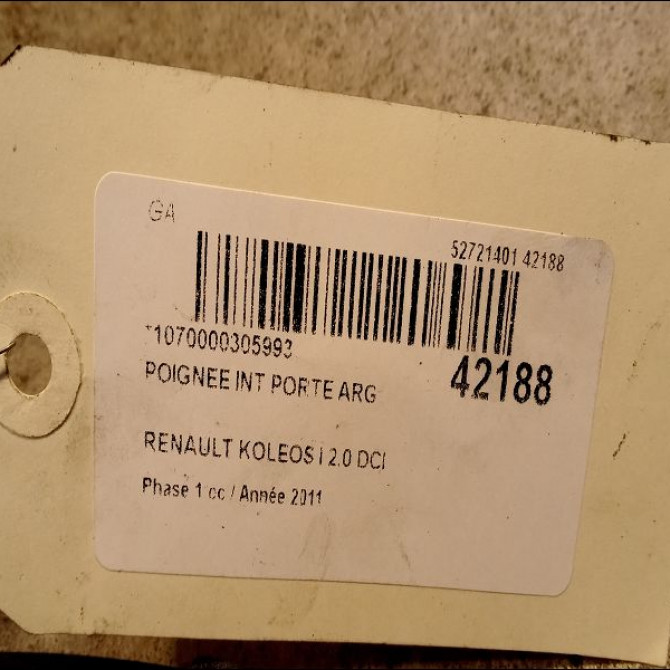 GA
52721401 42188
*1070000305993
42188
POIGNEE INT PORTE ARG
RENAULT KOLEOS I 2.0 DCI
Phase 1 cc / Année 2011